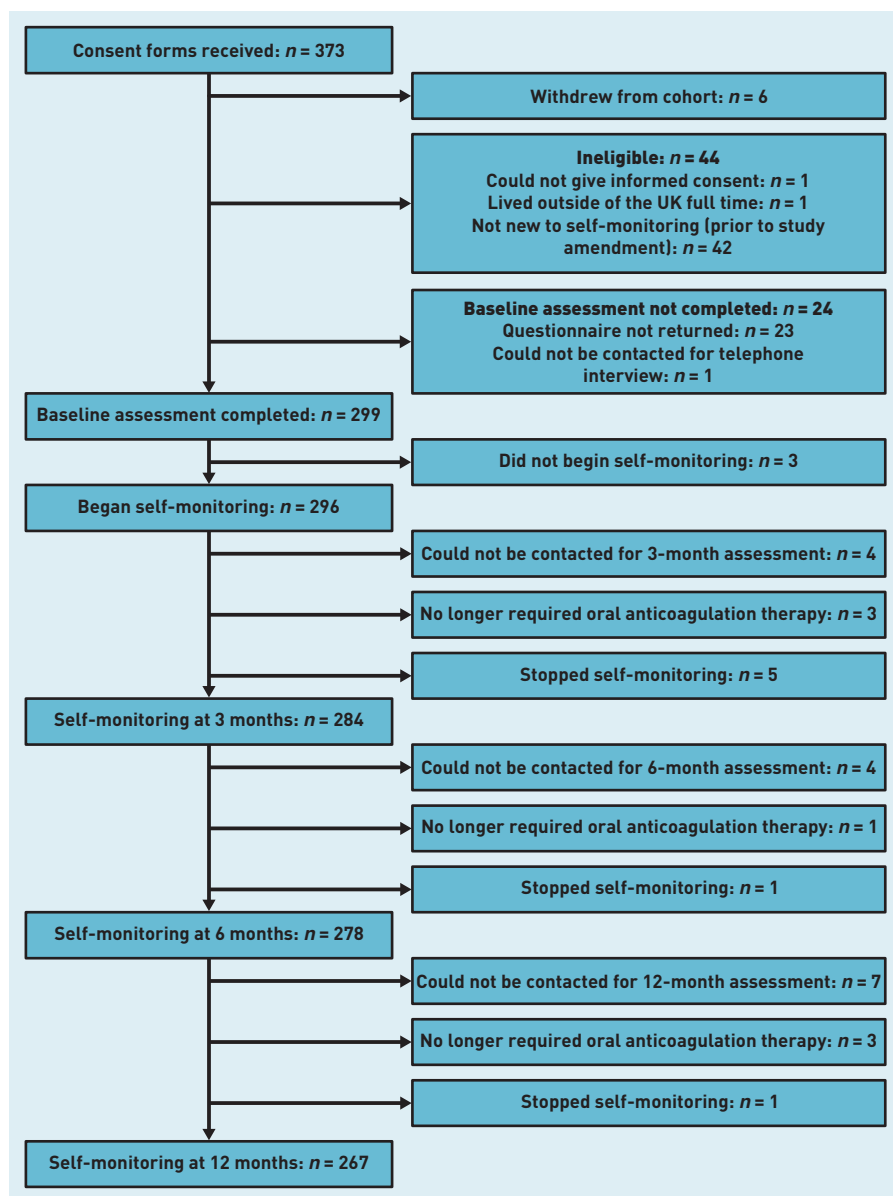 Consent forms received: n = 373
Withdrew from cohort: n = 6
Ineligible: n = 44
Could not give informed consent: n = 1
Lived outside of the UK full time: n = 1
Not new to self-monitoring (prior to study
amendment): n = 42
Baseline assessment not completed: n = 24
Questionnaire not returned: n = 23
Could not be contacted for telephone
interview: n = 1
Baseline assessment completed: n = 299
Did not begin self-monitoring: n = 3
Began self-monitoring: n = 296
Could not be contacted for 3-month assessment: n = 4
No longer required oral anticoagulation therapy: n = 3
Stopped self-monitoring: n = 5
Self-monitoring at 3 months: n = 284
Could not be contacted for 6-month assessment: n = 4
No longer required oral anticoagulation therapy: n = 1
Stopped self-monitoring: n = 1
Self-monitoring at 6 months: n = 278
Could not be contacted for 12-month assessment: n = 7
No longer required oral anticoagulation therapy: n = 3
Stopped self-monitoring: n = 1
Self-monitoring at 12 months: n = 267